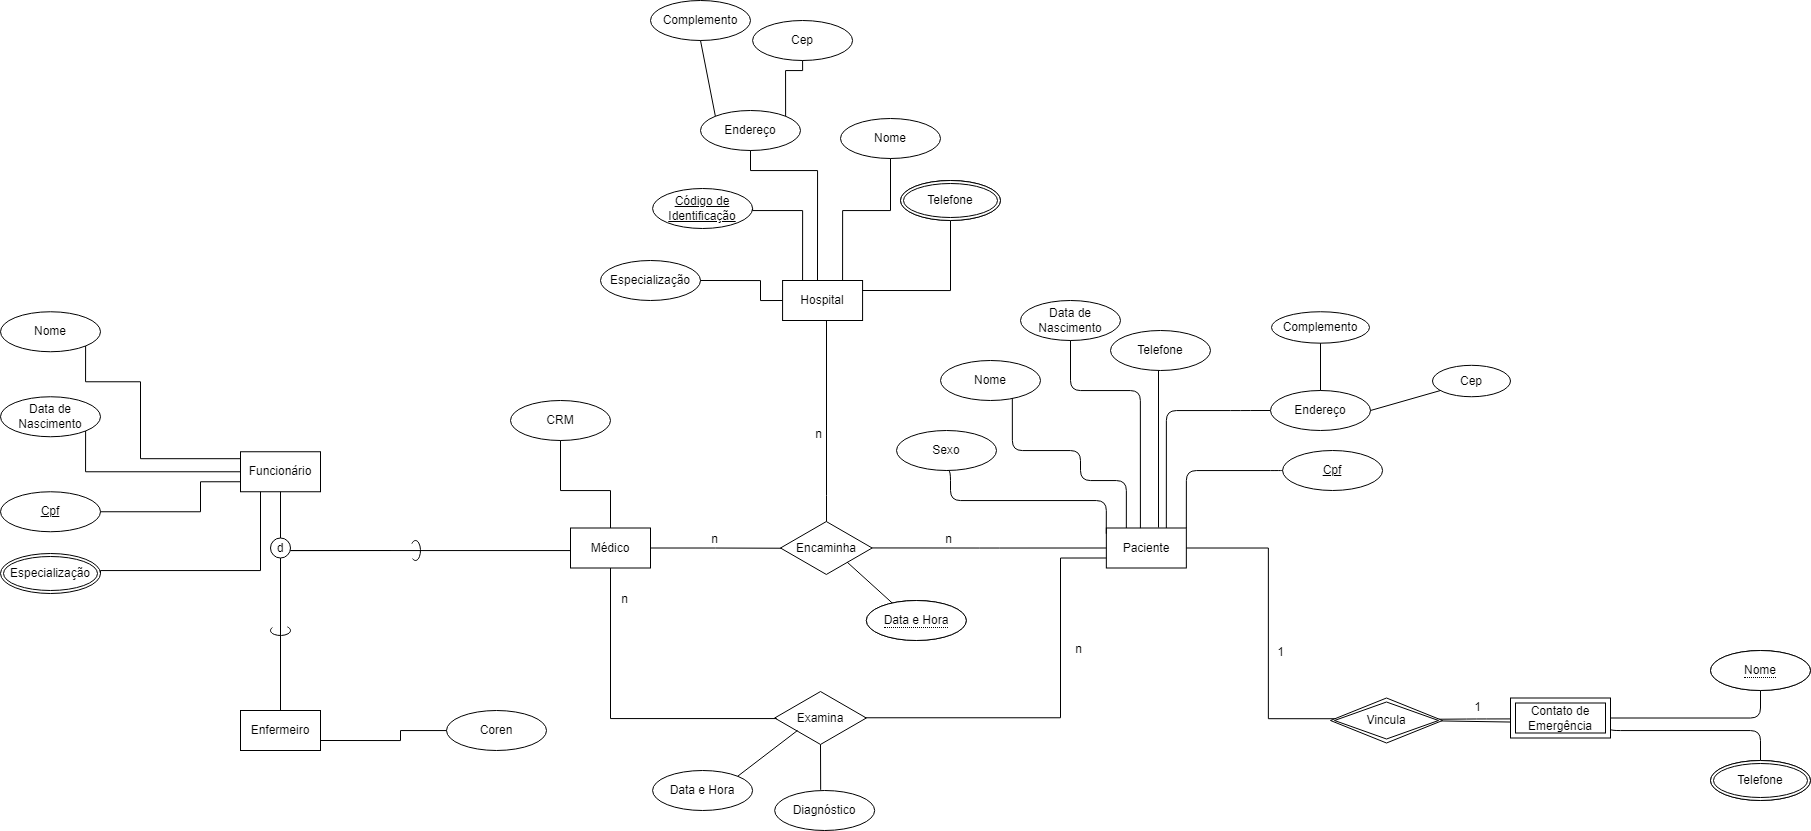 Complemento
Cep
Endereço
Nome
Código de
Identificação
Telefone
Especialização
Hospital
Nome
Data de
Nascimento
Funcionário
Cpf
Especialização
d
CRM
Médico
n
n
Encaminha
n
Data e Hora
Data de
Nascimento
Telefone
Nome
Sexo
Complemento
Cep
Endereço
Cpf
Paciente
n
n
Examina
Data e Hora
Diagnóstico
Enfermeiro
Coren
1
Vincula
1
Contato de
Emergência
Nome
Telefone